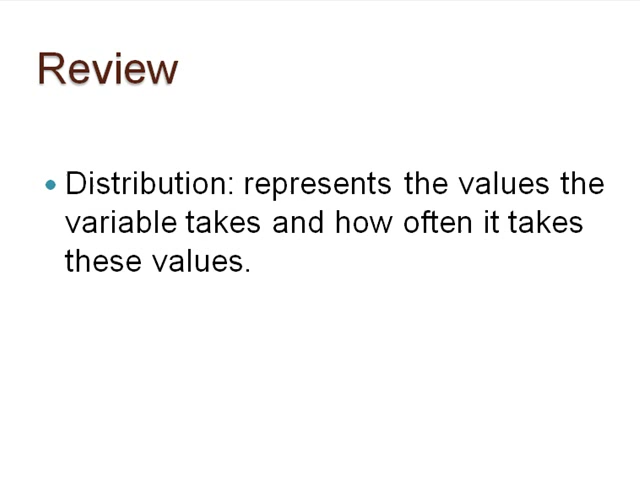 Review
• Distribution: represents the values the
variable takes and how often it takes
these values.